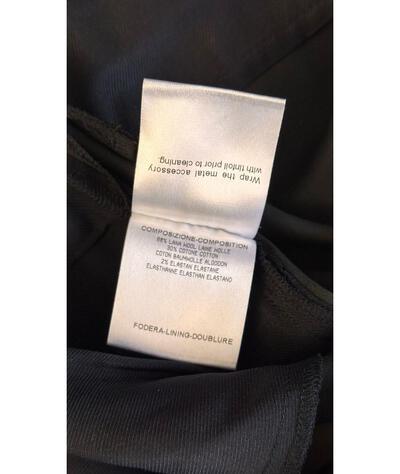 Wrap the metal accessory
with tinfoil prior to cleaning.
COMPOSIZIONE-COMPOSITION
68% LANA WOOL LAINE WOLLE
30% COTONE COTTON
COTON BAUMWOLLE ALGODON
2% ELASTAN ELASTANE
ELASTHANNE ELASTHAN ELASTANO
FODERA-LINING-DOUBLURE